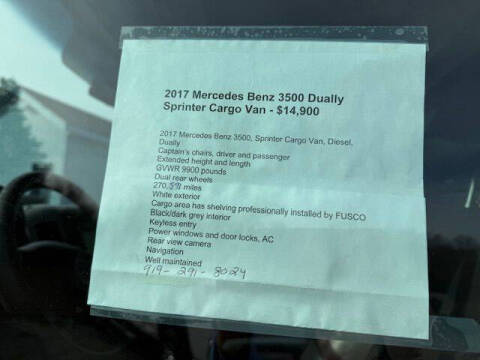 2017 Mercedes Benz 3500 Dually
Sprinter Cargo Van - $14,900
2017 Mercedes Benz 3500, Sprinter Cargo Van, Diesel,
Dually
Captain's chairs, driver and passenger
Extended height and length
GVWR 9900 pounds
Dual rear wheels
270, miles
White exterior
Cargo area has shelving professionally installed by FUSCO
Black/dark grey interior
Keyless entry
Power windows and door locks, AC
Rear view camera
Navigation
Well maintained
919-291-8024